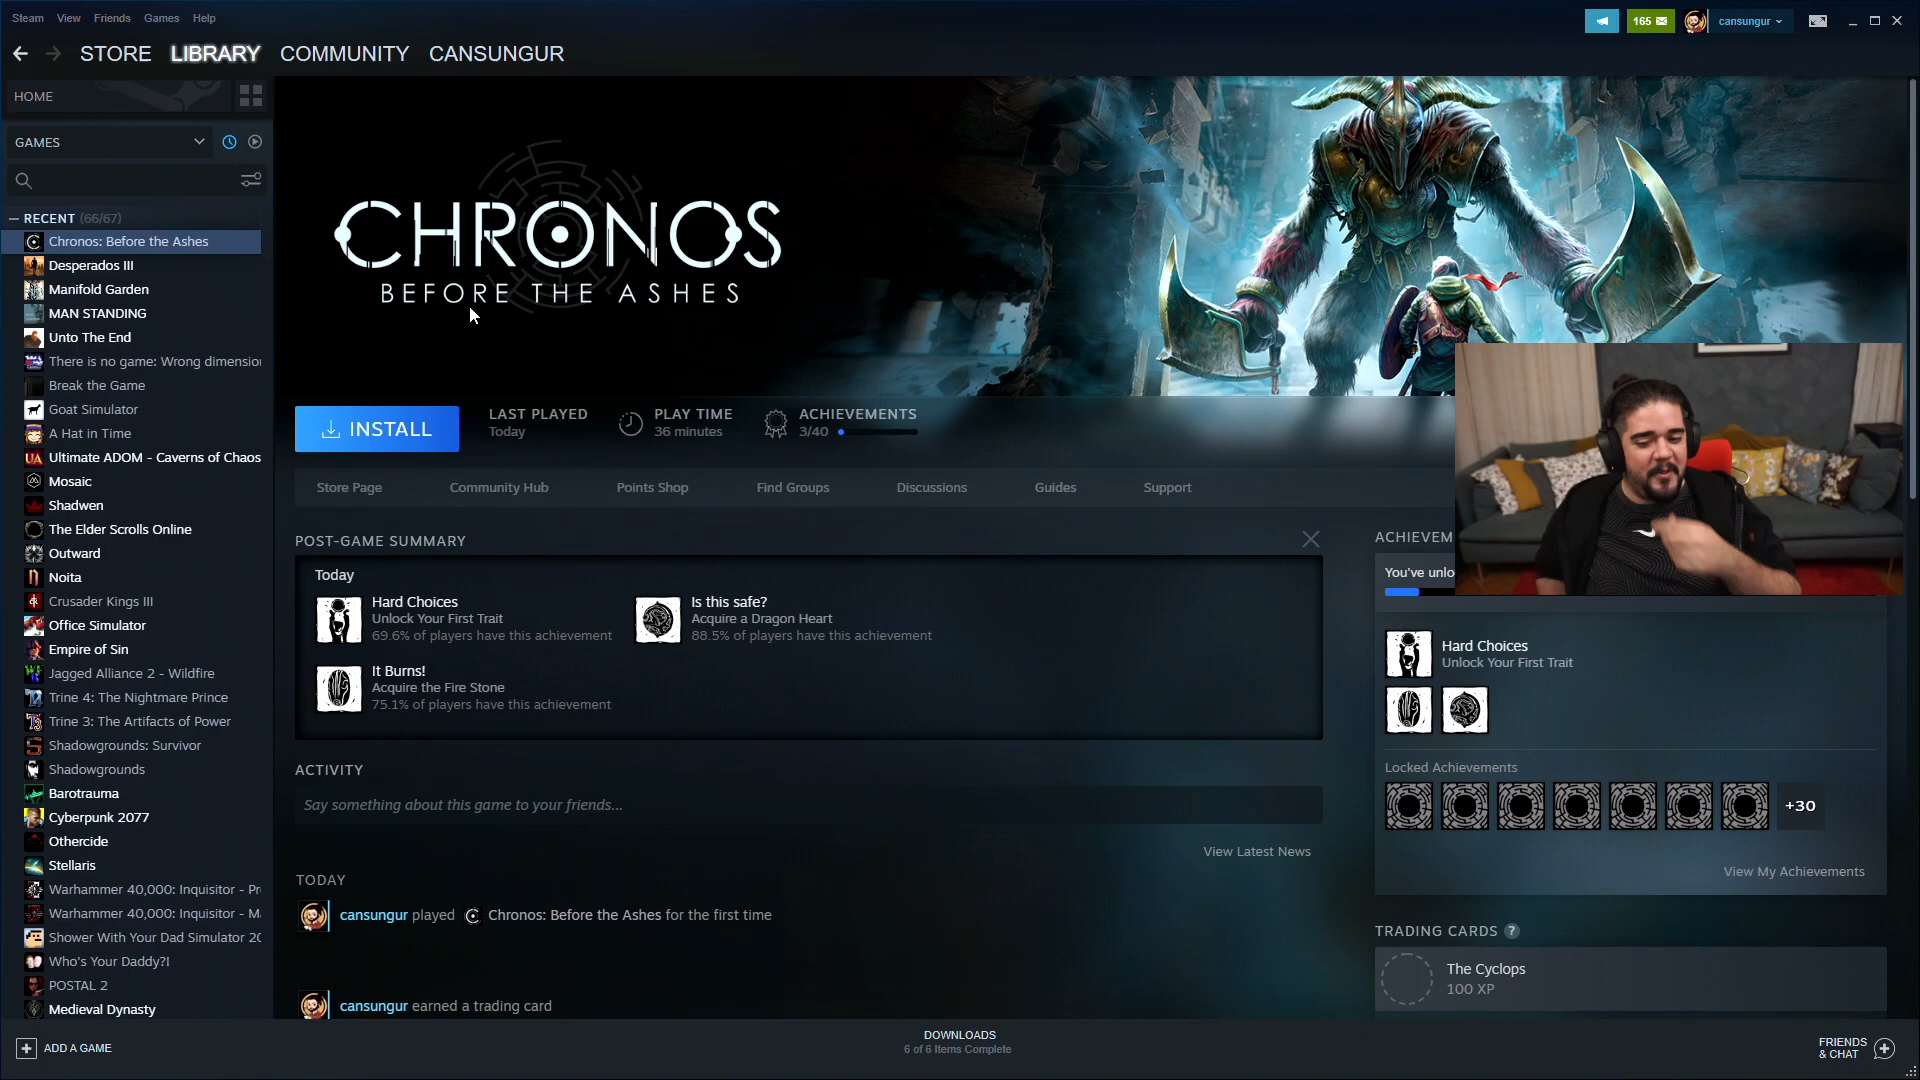 Steam View Friends Games Help
165
cansungur
STORE LIBRARY COMMUNITY CANSUNGUR
HOME
GAMES
RECENT (66/67)
Chronos: Before the Ashes
Desperados III
Manifold Garden
MAN STANDING
Unto The End
There is no game: Wrong dimension
Break the Game
Goat Simulator
A Hat in Time
Ultimate ADOM - Caverns of Chaos
Mosaic
Shadwen
The Elder Scrolls Online
Outward
Noita
Crusader Kings III
Office Simulator
Empire of Sin
Jagged Alliance 2 - Wildfire
Trine 4: The Nightmare Prince
Trine 3: The Artifacts of Power
Shadowgrounds: Survivor
Shadowgrounds
Barotrauma
Cyberpunk 2077
Othercide
Stellaris
Warhammer 40,000: Inquisitor - Pr
Warhammer 40,000: Inquisitor - M
Shower With Your Dad Simulator 20
Who's Your Daddy?!
POSTAL 2
Medieval Dynasty
CHRONOS
BEFORE THE ASHES
INSTALL
LAST PLAYED
Today
PLAY TIME
36 minutes
ACHIEVEMENTS
3/40
Store Page Community Hub Points Shop Find Groups Discussions Guides Support
POST-GAME SUMMARY
Today
Hard Choices
Unlock Your First Trait
69.6% of players have this achievement
Is this safe?
Acquire a Dragon Heart
88.5% of players have this achievement
It Burns!
Acquire the Fire Stone
75.1% of players have this achievement
ACTIVITY
Say something about this game to your friends...
View Latest News
TODAY
cansungur played Chronos: Before the Ashes for the first time
cansungur earned a trading card
ACHIEVEM
You've unlo
Hard Choices
Unlock Your First Trait
Locked Achievements
+30
View My Achievements
TRADING CARDS ?
The Cyclops
100 XP
ADD A GAME
DOWNLOADS
6 of 6 Items Complete
FRIENDS
& CHAT